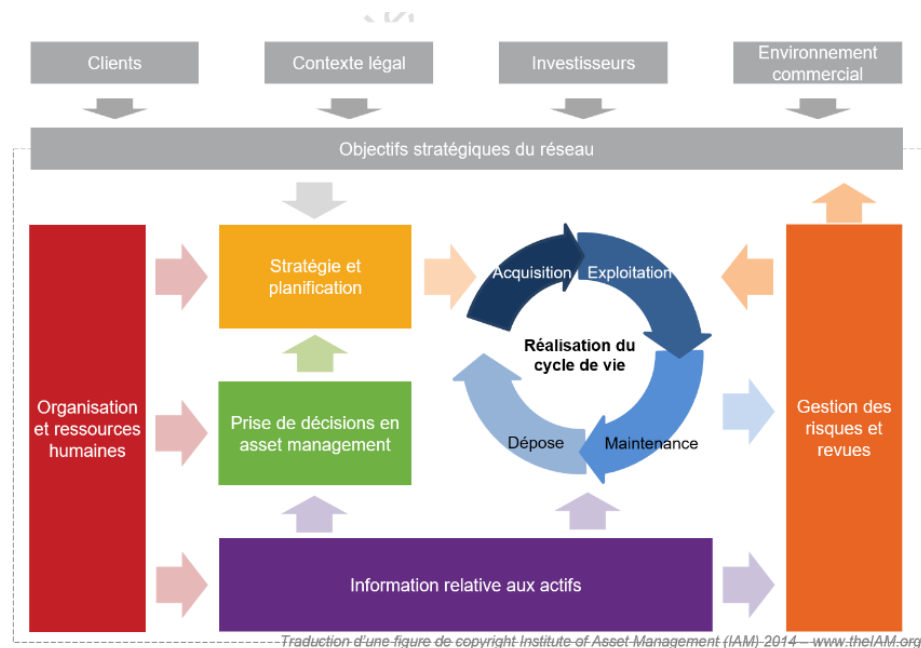 Clients
Contexte légal
Investisseurs
Environnement
commercial
Objectifs stratégiques du réseau
Organisation
et ressources
humaines
Stratégie et
planification
Prise de décisions en
asset management
Acquisition
Exploitation
Réalisation du
cycle de vie
Dépose
Maintenance
Gestion des
risques et
revues
Information relative aux actifs
Traduction d'une figure de copyright Institute of Asset Management (IAM) 2014 – www.theIAM.org